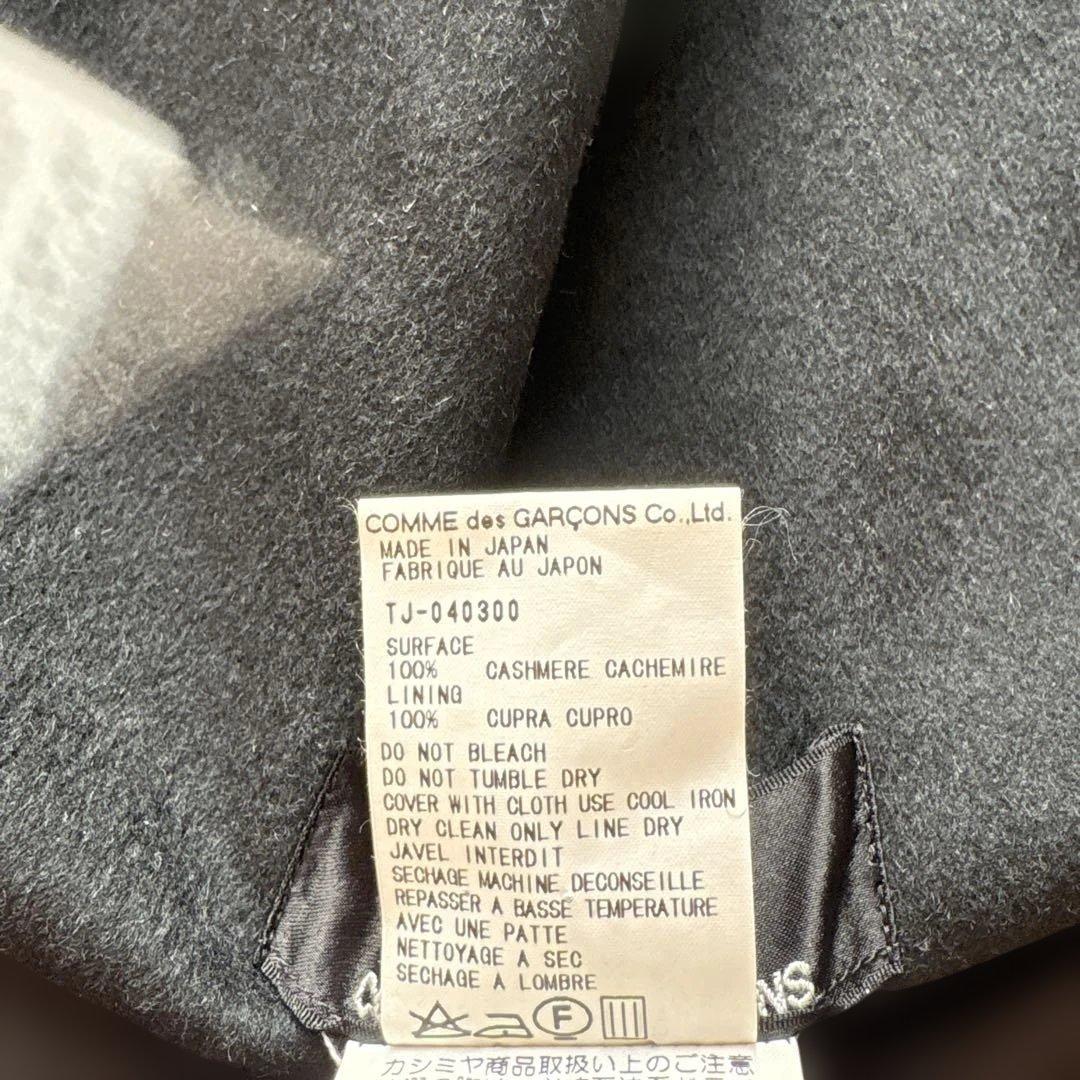 COMME des GARÇONS Co.,Ltd.
MADE IN JAPAN
FABRIQUE AU JAPON
TJ-040300
SURFACE
100% CASHMERE CACHEMIRE
LINING
100% CUPRA CUPRO
DO NOT BLEACH
DO NOT TUMBLE DRY
COVER WITH CLOTH USE COOL IRON
DRY CLEAN ONLY LINE DRY
JAVEL INTERDIT
SECHAGE MACHINE DECONSEILLE
REPASSER A BASSE TEMPERATURE
AVEC UNE PATTE
NETTOYAGE A SEC
SECHAGE A LOMBRE
F
NS
カシミヤ商品取扱い上のご注意